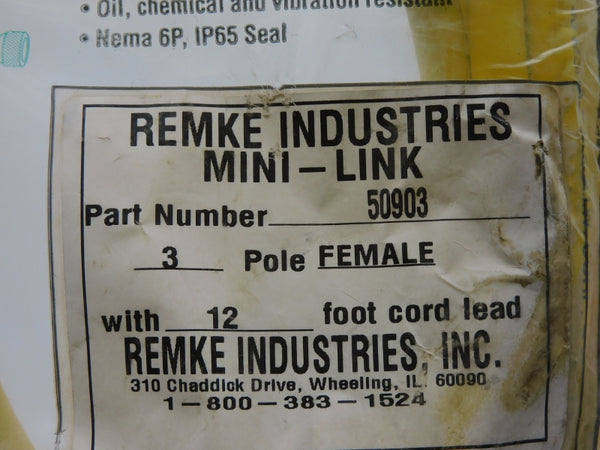 • Oil, chemical and vibration resistant
• Nema 6P, IP65 Seal
REMKE INDUSTRIES
MINI-LINK
Part Number 50903
3 Pole FEMALE
with 12 foot cord lead
REMKE INDUSTRIES, INC.
310 Chaddick Drive, Wheeling, IL. 60090
1-800-383-1524